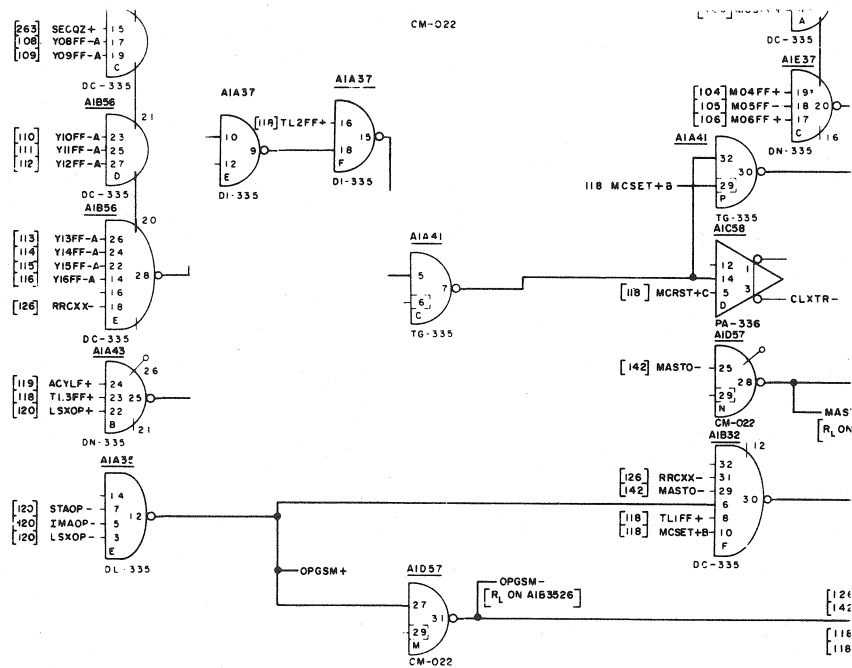 CM-022
[263] SECQZ+ 15
[108] Y08FF-A 17
[109] Y09FF-A 19
C
DC-335
A1B56
21
[110] Y10FF-A 23
[111] Y11FF-A 25
[112] Y12FF-A 27
D
DC-335
A1B56
20
[113] Y13FF-A 26
[114] Y14FF-A 24
[115] Y15FF-A 22
28
[116] Y16FF-A 14
16
[126] RRCXX- 18
E
DC-335
A1A43
26
[119] ACYLF+ 24
[118] TL3FF+ 23 25
[120] LSXOP+ 22
B
21
DN-335
A1A35
14
[120] STAOP- 7 12
[120] IMAOP- 5
[120] LSXOP- 3
E
DL-335
A1A37
10
9
12
E
DI-335
A1A37
[118] TL2FF+ 16
15
18
F
DI-335
A1A41
5
7
6
C
TG-335
OPGSM+
A1D57
27
31
29
M
CM-022
OPGSM-
[RL ON A1B3526]
A
DC-335
A1E37
[104] M04FF+ 19
[105] M05FF- 18 20
[106] M06FF+ 17
C
16
DN-335
A1A41
32
30
118 MCSET+B 29
P
TG-335
A1C58
12
1
14
[118] MCRST+C 5
3
D
CLXTR-
PA-336
A1D57
[142] MASTO- 25
28
29
N
CM-022
MAS
[RL ON
A1B32
12
32
[126] RRCXX- 31
[142] MASTO- 29
30
6
[118] TL1FF+ 8
[118] MCSET+B 10
F
DC-335
[126
[142
[118
[118